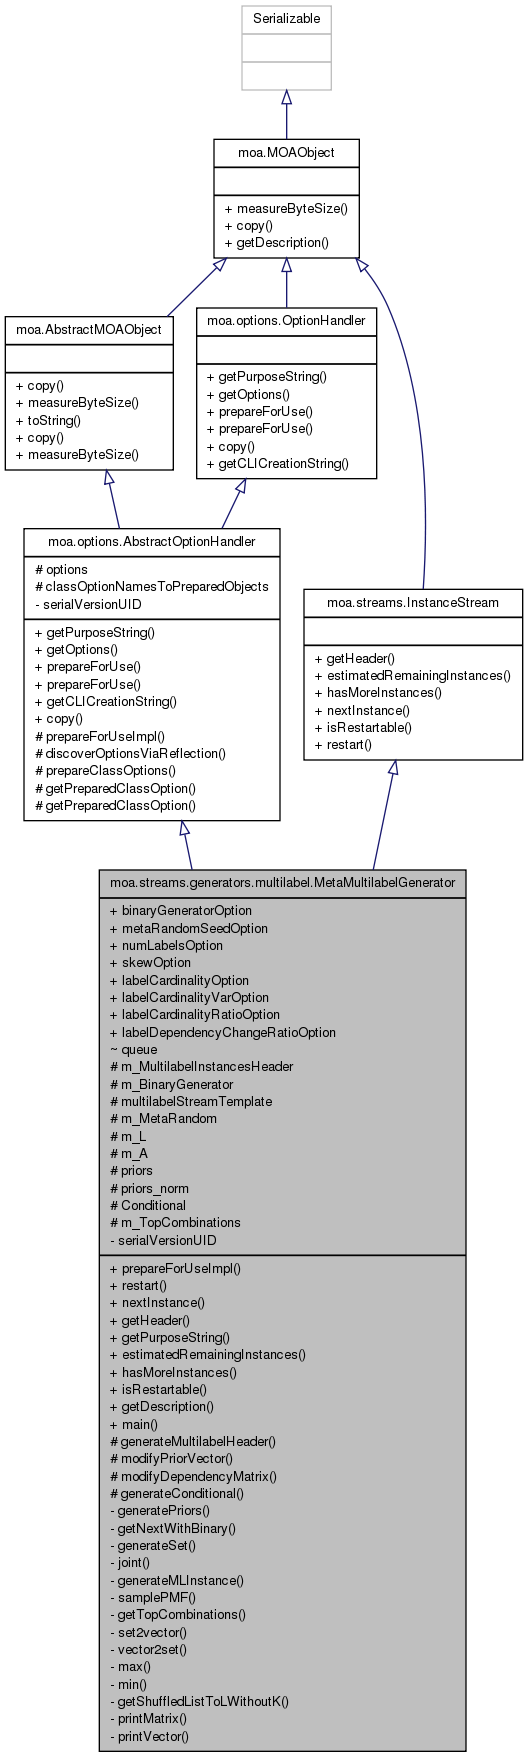 Serializable
moa.MOAObject
+ measureByteSize()
+ copy()
+ getDescription()
moa.AbstractMOAObject
+ copy()
+ measureByteSize()
+ toString()
+ copy()
+ measureByteSize()
moa.options.OptionHandler
+ getPurposeString()
+ getOptions()
+ prepareForUse()
+ prepareForUse()
+ copy()
+ getCLICreationString()
moa.options.AbstractOptionHandler
# options
# classOptionNamesToPreparedObjects
- serialVersionUID
+ getPurposeString()
+ getOptions()
+ prepareForUse()
+ prepareForUse()
+ getCLICreationString()
+ copy()
# prepareForUseImpl()
# discoverOptionsViaReflection()
# prepareClassOptions()
# getPreparedClassOption()
# getPreparedClassOption()
moa.streams.InstanceStream
+ getHeader()
+ estimatedRemainingInstances()
+ hasMoreInstances()
+ nextInstance()
+ isRestartable()
+ restart()
moa.streams.generators.multilabel.MetaMultilabelGenerator
+ binaryGeneratorOption
+ metaRandomSeedOption
+ numLabelsOption
+ skewOption
+ labelCardinalityOption
+ labelCardinalityVarOption
+ labelCardinalityRatioOption
+ labelDependencyChangeRatioOption
~ queue
# m_MultilabelInstancesHeader
# m_BinaryGenerator
# multilabelStreamTemplate
# m_MetaRandom
# m_L
# m_A
# priors
# priors_norm
# Conditional
# m_TopCombinations
- serialVersionUID
+ prepareForUseImpl()
+ restart()
+ nextInstance()
+ getHeader()
+ getPurposeString()
+ estimatedRemainingInstances()
+ hasMoreInstances()
+ isRestartable()
+ getDescription()
+ main()
# generateMultilabelHeader()
# modifyPriorVector()
# modifyDependencyMatrix()
# generateConditional()
- generatePriors()
- getNextWithBinary()
- generateSet()
- joint()
- generateMLInstance()
- samplePMF()
- getTopCombinations()
- set2vector()
- vector2set()
- max()
- min()
- getShuffledListToLWithoutK()
- printMatrix()
- printVector()